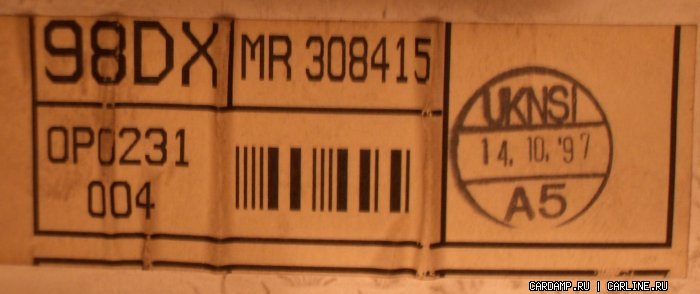 98DX
MR 308415
OP0231
004
UKNSI
14. 10. '97
A5
CARDAMP.RU | CARLINE.RU